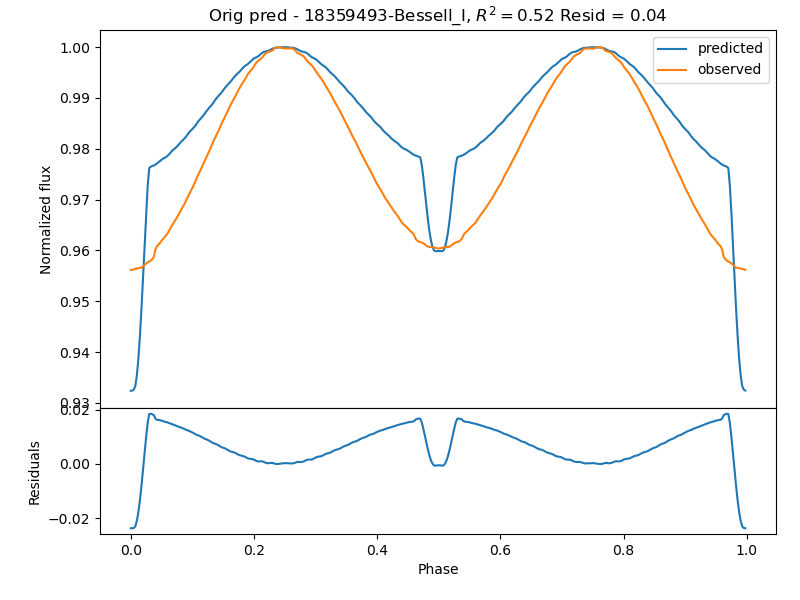 Orig pred - 18359493-Bessell_I, R² = 0.52 Resid = 0.04
predicted
observed
Normalized flux
1.00
0.99
0.98
0.97
0.96
0.95
0.94
0.93
Residuals
0.02
0.00
−0.02
0.0 0.2 0.4 0.6 0.8 1.0
Phase